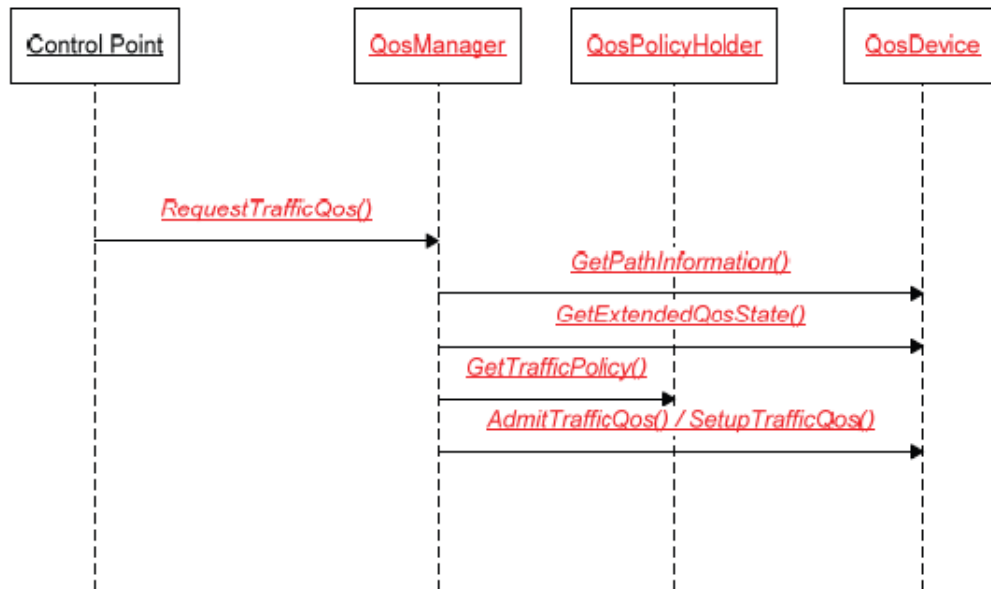 Control Point
QosManager
QosPolicyHolder
QosDevice
RequestTrafficQos()
GetPathInformation()
GetExtendedQosState()
GetTrafficPolicy()
AdmitTrafficQos() / SetupTrafficQos()